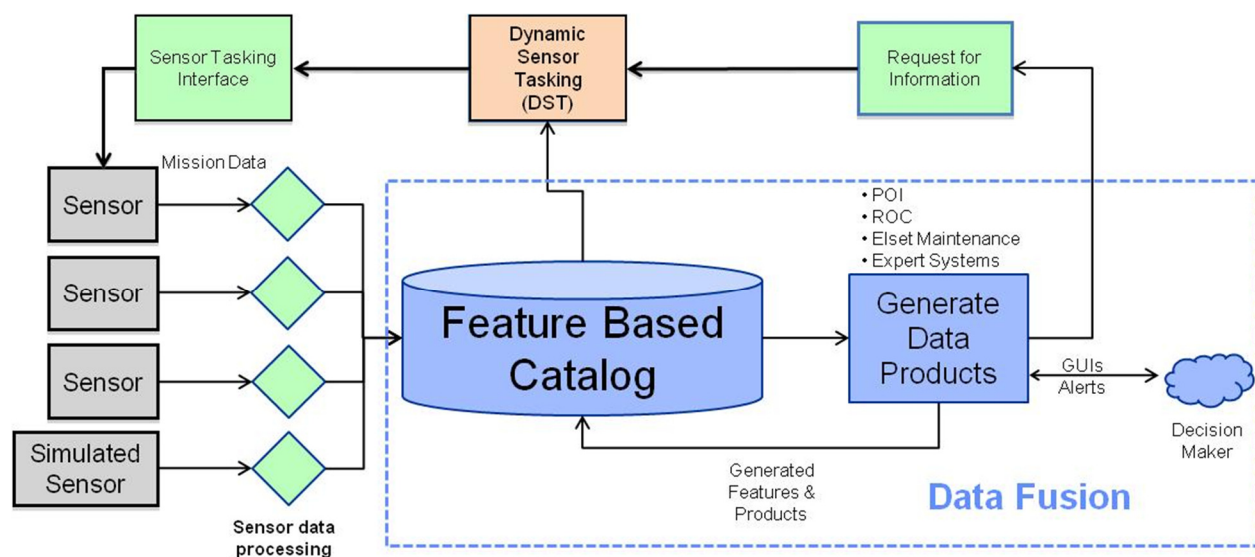 Sensor Tasking
Interface
Dynamic
Sensor
Tasking
(DST)
Request for
Information
Mission Data
Sensor
Sensor
Sensor
Simulated
Sensor
Sensor data
processing
• POI
• ROC
• Elset Maintenance
• Expert Systems
Feature Based
Catalog
Generate
Data
Products
GUIs
Alerts
Decision
Maker
Generated
Features &
Products
Data Fusion